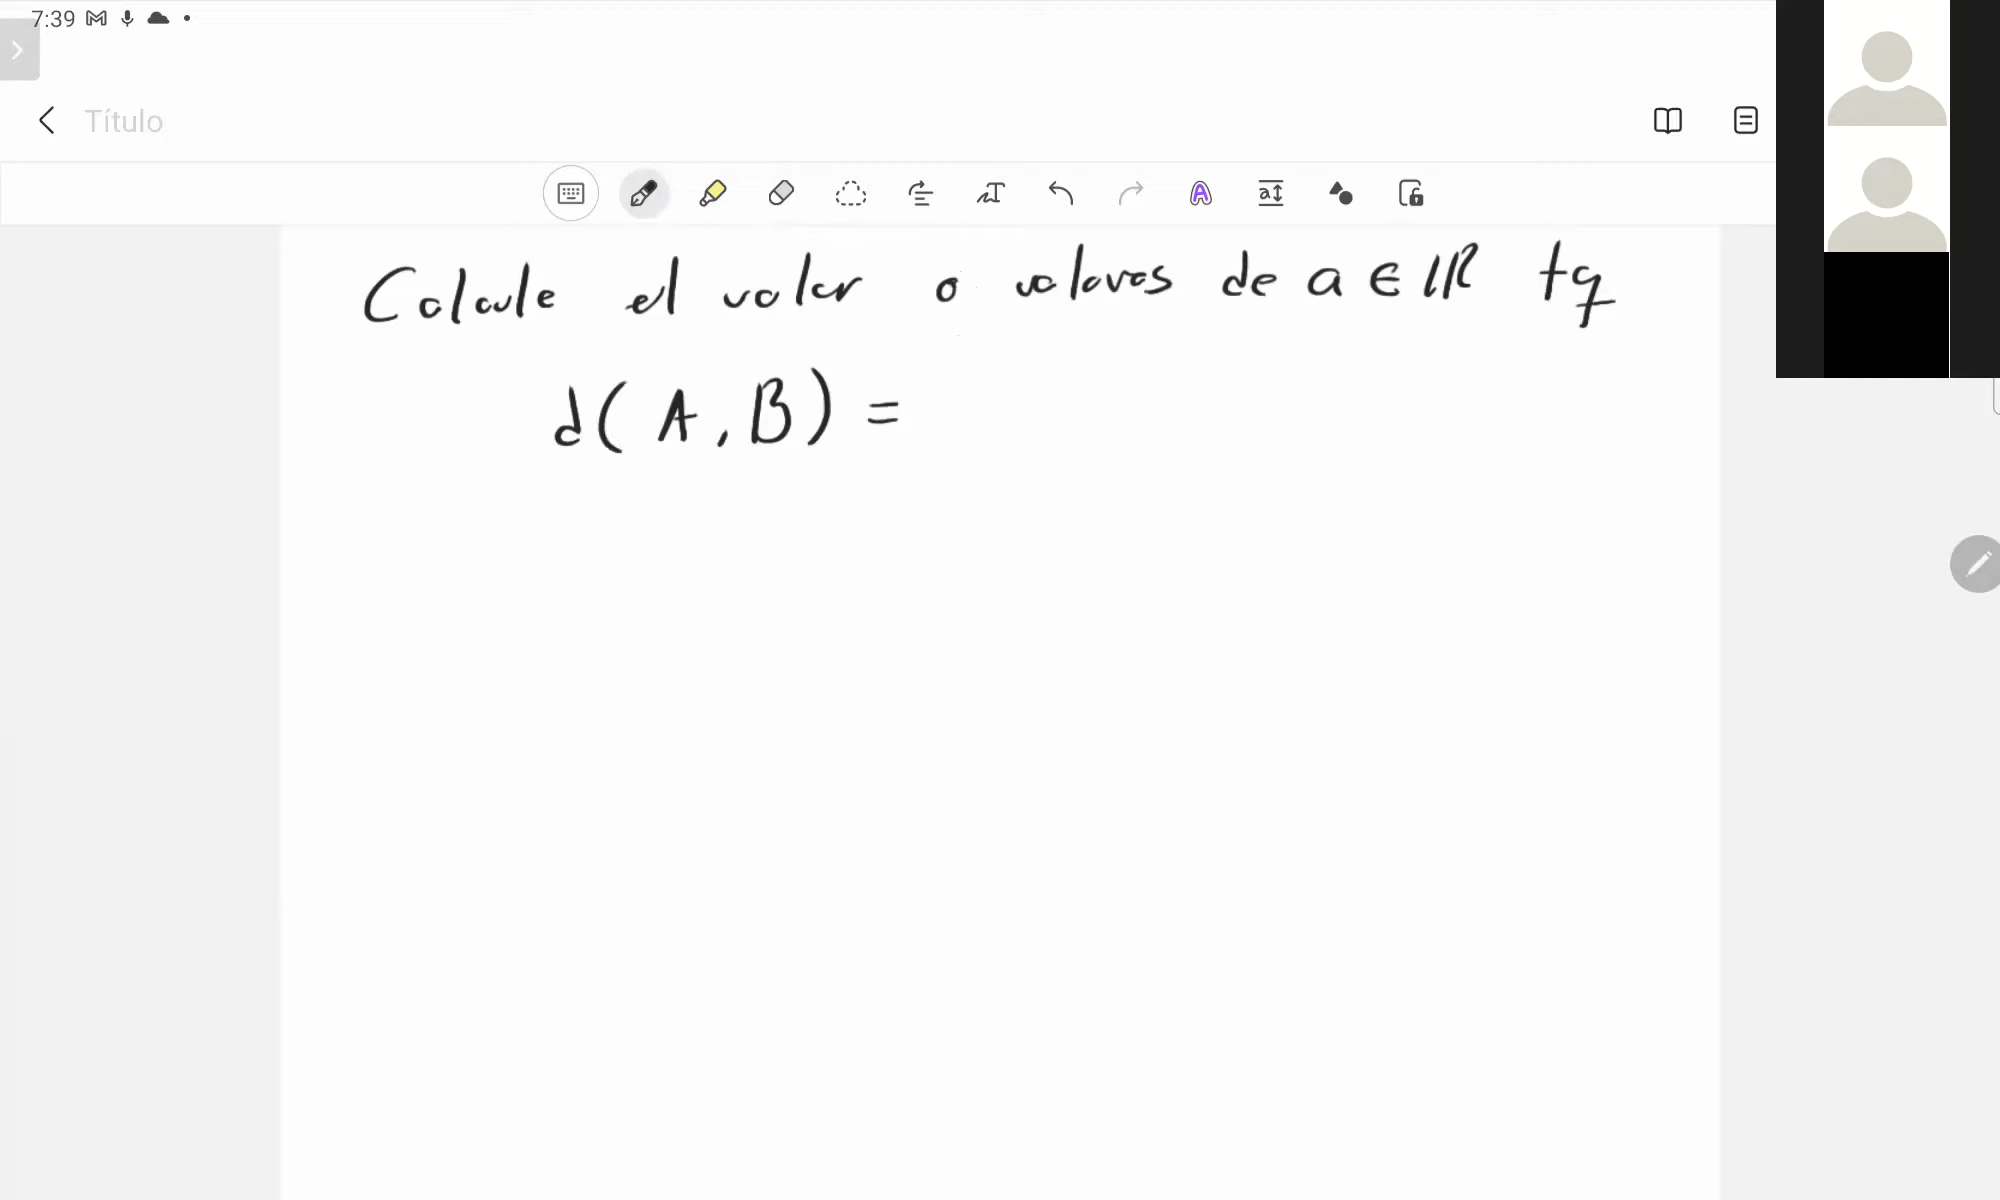 7:39
Título
Calcule el valor o valores de a ∈ ℝ tq
d( A , B ) =